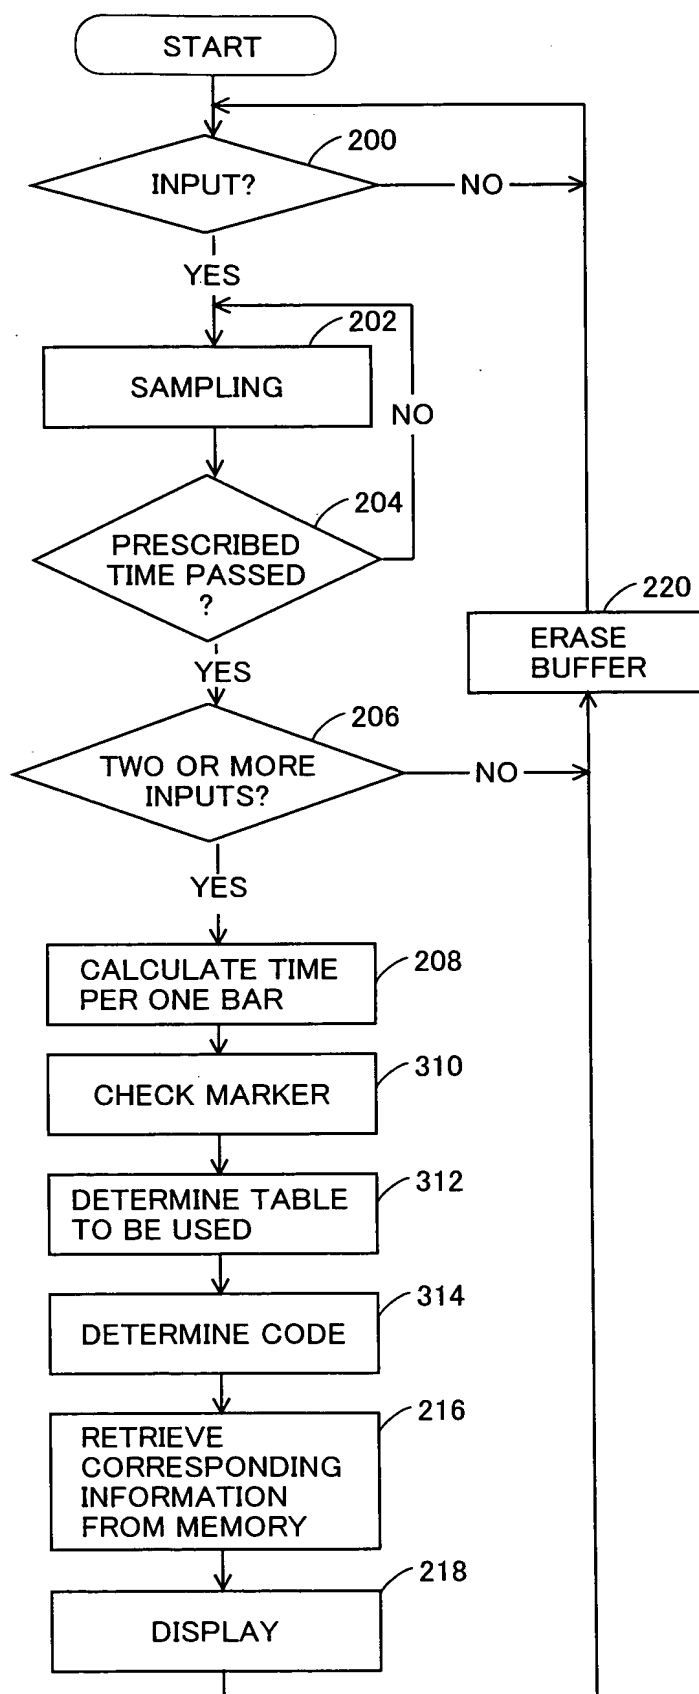 START
200
INPUT?
NO
YES
202
SAMPLING
NO
204
PRESCRIBED
TIME PASSED
?
220
ERASE
BUFFER
YES
206
TWO OR MORE
INPUTS?
NO
YES
208
CALCULATE TIME
PER ONE BAR
310
CHECK MARKER
312
DETERMINE TABLE
TO BE USED
314
DETERMINE CODE
216
RETRIEVE
CORRESPONDING
INFORMATION
FROM MEMORY
218
DISPLAY